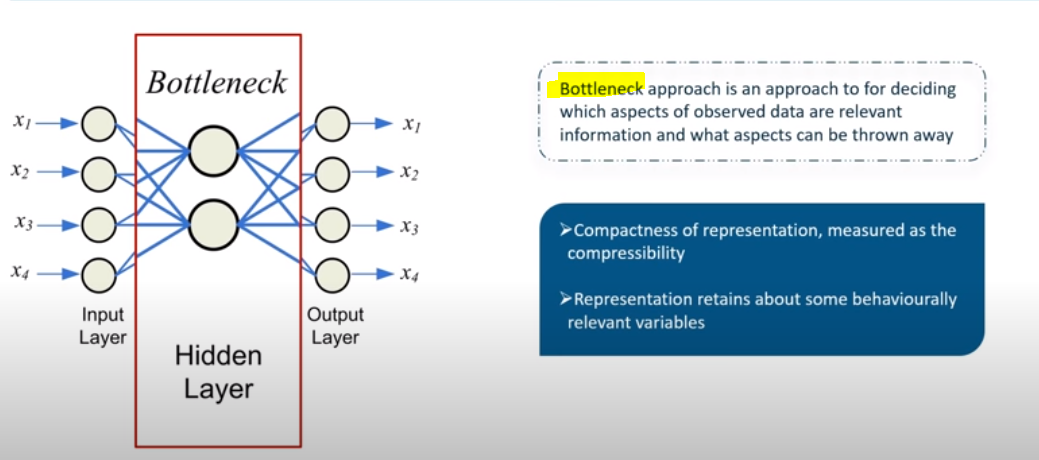 Bottleneck
x1
x2
x3
x4
x1
x2
x3
x4
Input
Layer
Hidden
Layer
Output
Layer
Bottleneck approach is an approach to for deciding
which aspects of observed data are relevant
information and what aspects can be thrown away
➢Compactness of representation, measured as the
compressibility
➢Representation retains about some behaviourally
relevant variables